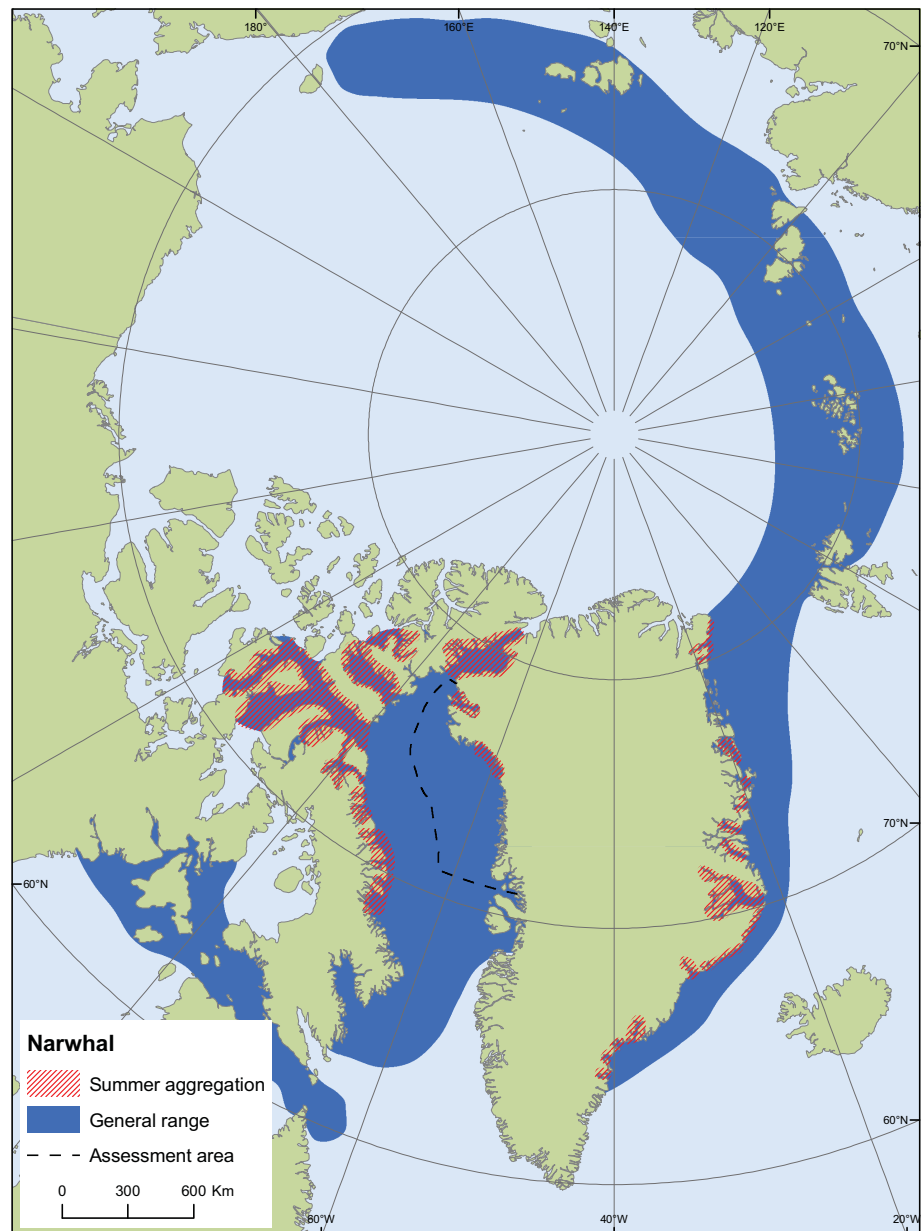 180°
160°E
140°E
120°E
70°N
70°N
60°N
60°N
Narwhal
Summer aggregation
General range
Assessment area
0 300 600 Km
60°W
40°W
20°W